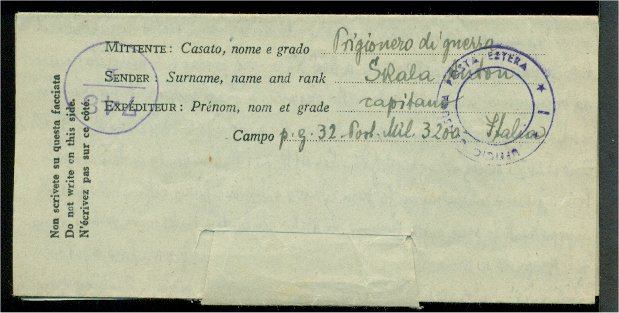 MITTENTE: Casato, nome e grado Prigionero di guerra
SENDER: Surname, name and rank Skala Anton
EXPÉDITEUR: Prénom, nom et grade capitano
Campo p.g. 32 Post. Mil. 3200 Italia
Non scrivete su questa facciata
Do not write on this side.
N'écrivez pas sur ce côté.
POSTA ESTERA
UFFICIO